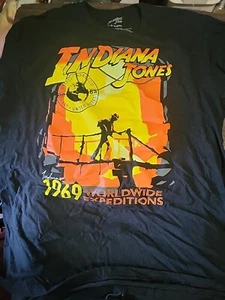 INDIANA
JONES
1969
WORLDWIDE
EXPEDITIONS